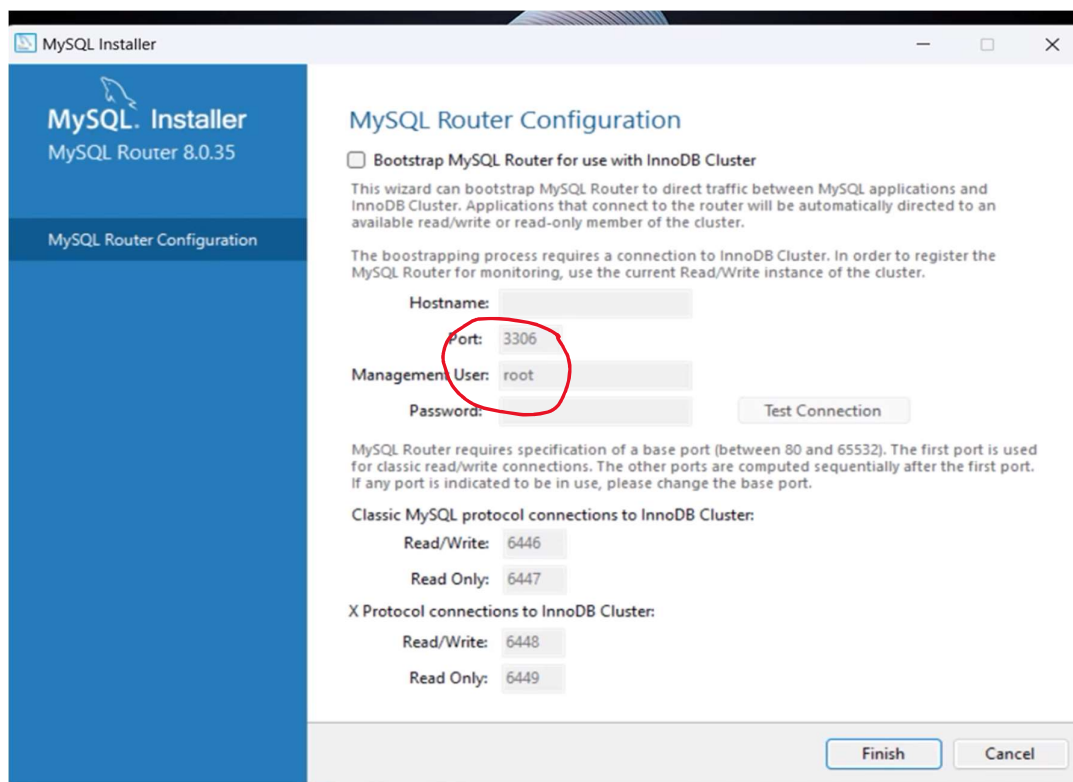 MySQL Installer
MySQL. Installer
MySQL Router 8.0.35
MySQL Router Configuration
MySQL Router Configuration
Bootstrap MySQL Router for use with InnoDB Cluster
This wizard can bootstrap MySQL Router to direct traffic between MySQL applications and
InnoDB Cluster. Applications that connect to the router will be automatically directed to an
available read/write or read-only member of the cluster.
The boostrapping process requires a connection to InnoDB Cluster. In order to register the
MySQL Router for monitoring, use the current Read/Write instance of the cluster.
Hostname:
Port: 3306
Management User: root
Password: Test Connection
MySQL Router requires specification of a base port (between 80 and 65532). The first port is used
for classic read/write connections. The other ports are computed sequentially after the first port.
If any port is indicated to be in use, please change the base port.
Classic MySQL protocol connections to InnoDB Cluster:
Read/Write: 6446
Read Only: 6447
X Protocol connections to InnoDB Cluster:
Read/Write: 6448
Read Only: 6449
Finish Cancel